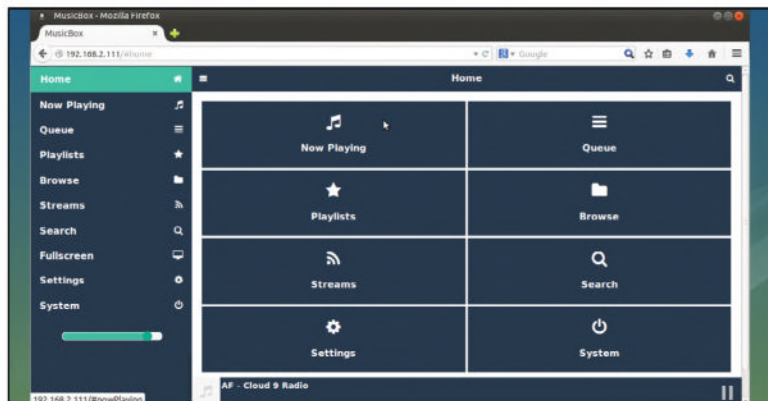 MusicBox - Mozilla Firefox
MusicBox
192.168.2.111/#home
Google
Home
Now Playing
Queue
Playlists
Browse
Streams
Search
Fullscreen
Settings
System
Home
Now Playing
Queue
Playlists
Browse
Streams
Search
Settings
System
AF - Cloud 9 Radio
192.168.2.111/#nowPlaying